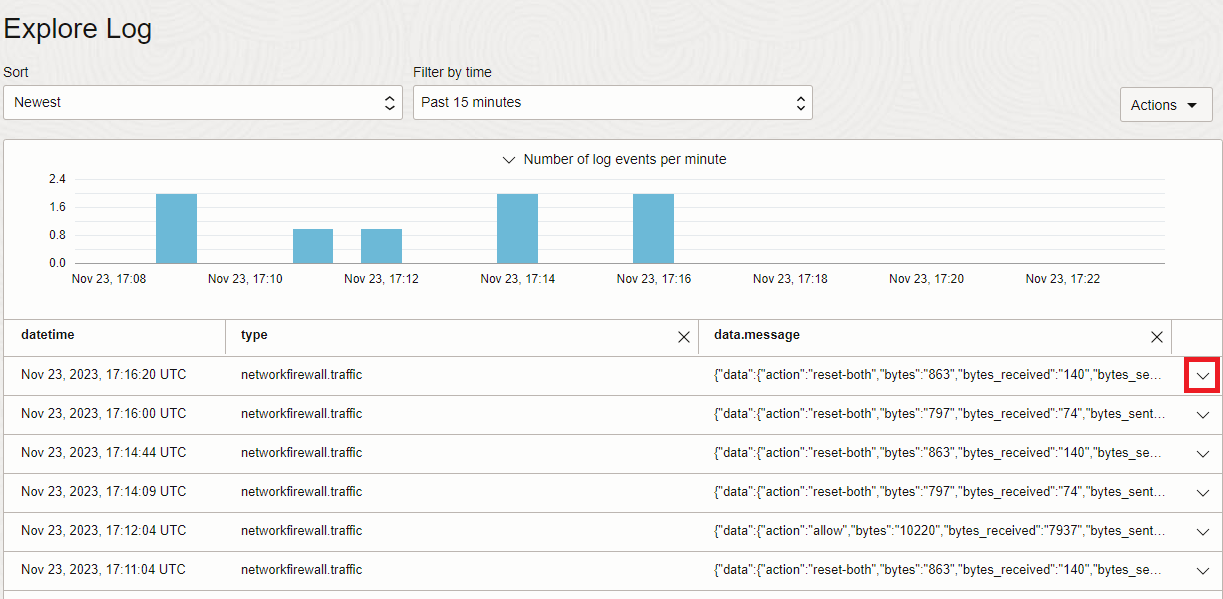 Explore Log
Sort Filter by time
Newest Past 15 minutes Actions
Number of log events per minute
2.4
1.6
0.8
0.0
Nov 23, 17:08 Nov 23, 17:10 Nov 23, 17:12 Nov 23, 17:14 Nov 23, 17:16 Nov 23, 17:18 Nov 23, 17:20 Nov 23, 17:22
datetime type data.message
Nov 23, 2023, 17:16:20 UTC networkfirewall.traffic {"data":{"action":"reset-both","bytes":"863","bytes_received":"140","bytes_se...
Nov 23, 2023, 17:16:00 UTC networkfirewall.traffic {"data":{"action":"reset-both","bytes":"797","bytes_received":"74","bytes_sent...
Nov 23, 2023, 17:14:44 UTC networkfirewall.traffic {"data":{"action":"reset-both","bytes":"863","bytes_received":"140","bytes_se...
Nov 23, 2023, 17:14:09 UTC networkfirewall.traffic {"data":{"action":"reset-both","bytes":"797","bytes_received":"74","bytes_sent...
Nov 23, 2023, 17:12:04 UTC networkfirewall.traffic {"data":{"action":"allow","bytes":"10220","bytes_received":"7937","bytes_sent...
Nov 23, 2023, 17:11:04 UTC networkfirewall.traffic {"data":{"action":"reset-both","bytes":"863","bytes_received":"140","bytes_se...